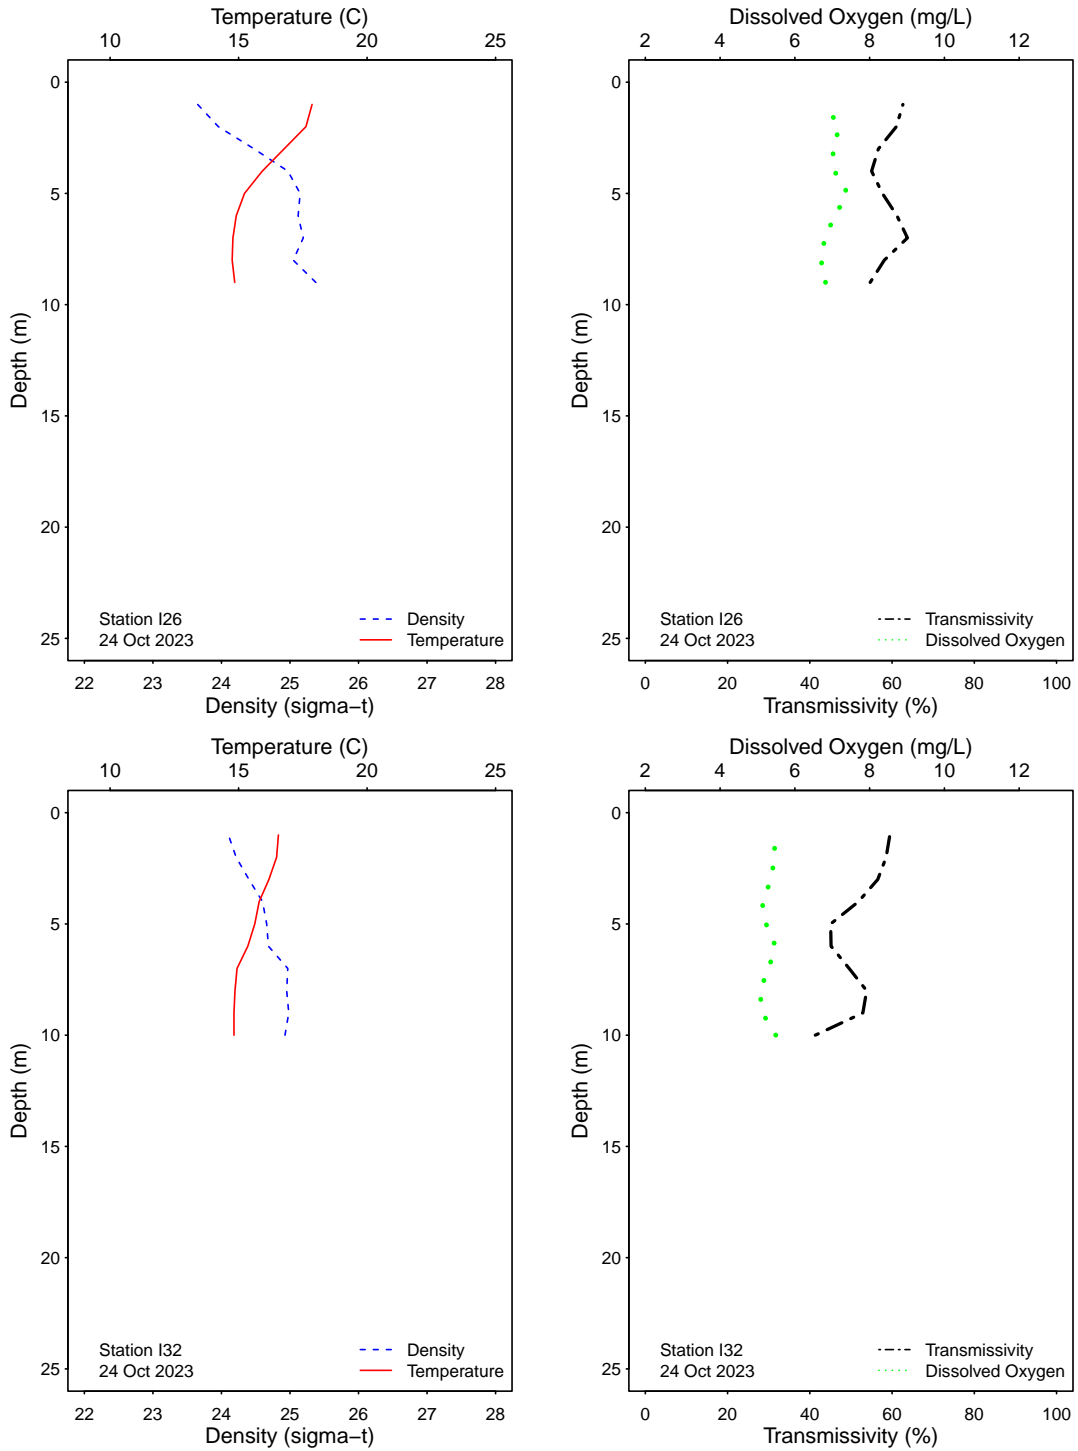 Temperature (C)
10 15 20 25
0
5
10
15
20
25
Depth (m)
Station I26
24 Oct 2023
Density
Temperature
22 23 24 25 26 27 28
Density (sigma−t)
Dissolved Oxygen (mg/L)
2 4 6 8 10 12
0
5
10
15
20
25
Depth (m)
Station I26
24 Oct 2023
Transmissivity
Dissolved Oxygen
0 20 40 60 80 100
Transmissivity (%)
Temperature (C)
10 15 20 25
0
5
10
15
20
25
Depth (m)
Station I32
24 Oct 2023
Density
Temperature
22 23 24 25 26 27 28
Density (sigma−t)
Dissolved Oxygen (mg/L)
2 4 6 8 10 12
0
5
10
15
20
25
Depth (m)
Station I32
24 Oct 2023
Transmissivity
Dissolved Oxygen
0 20 40 60 80 100
Transmissivity (%)